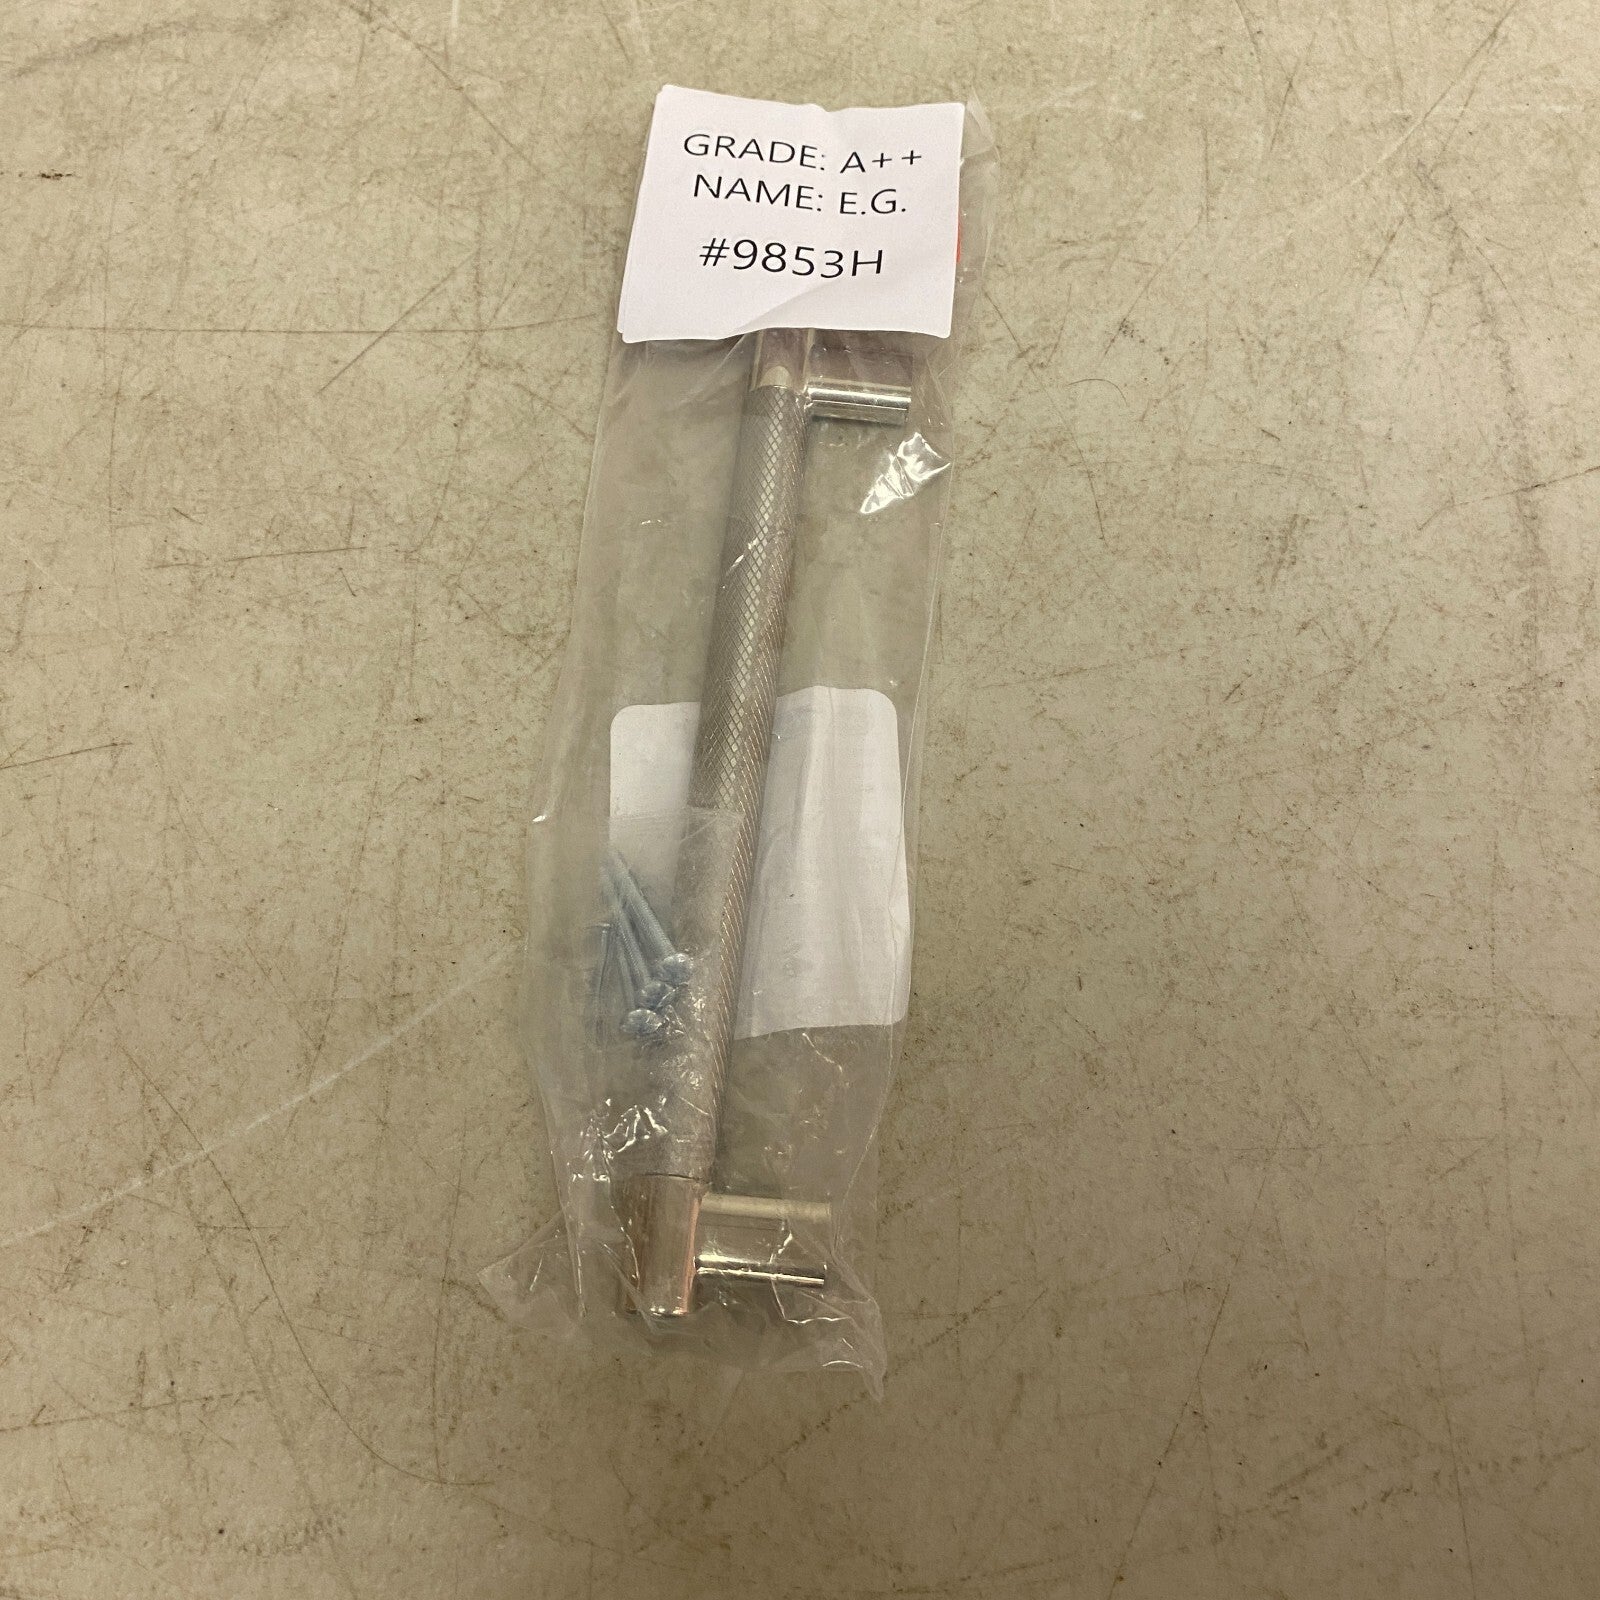 GRADE: A++
NAME: E.G.
#9853H